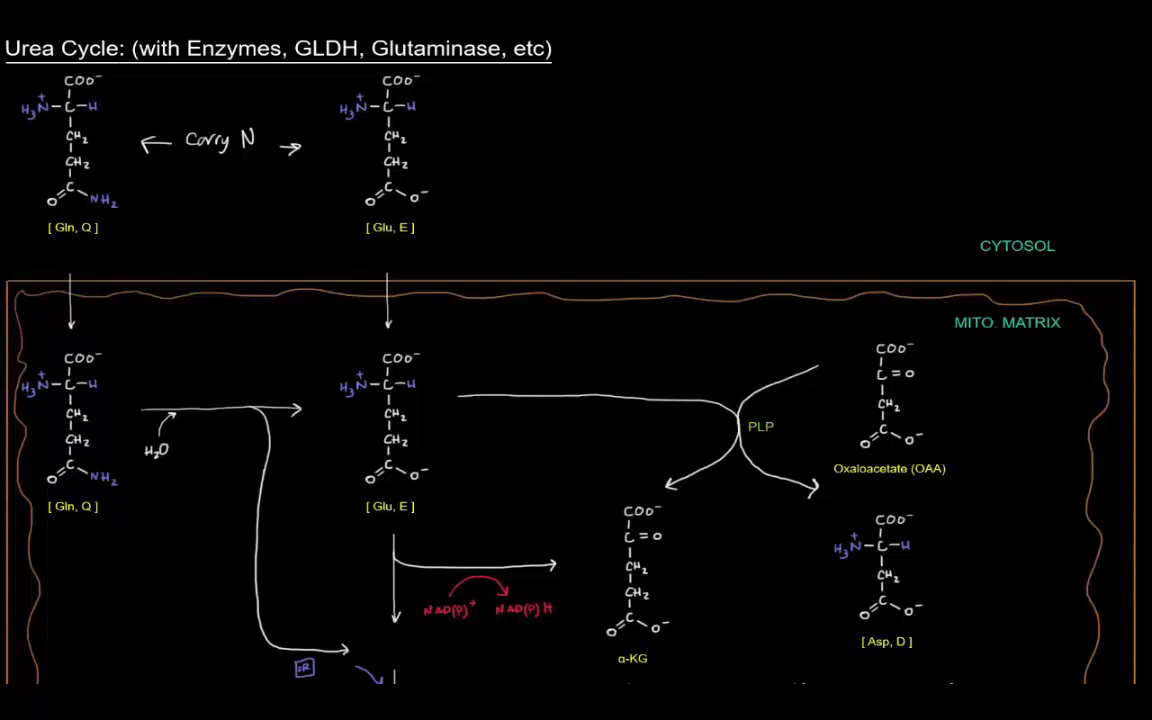 Urea Cycle: (with Enzymes, GLDH, Glutaminase, etc)
COO⁻ COO⁻
H₃N⁺-C-H H₃N⁺-C-H
CH₂ ← Carry N → CH₂
CH₂ CH₂
O C NH₂ O C O⁻
[ Gln, Q ] [ Glu, E ]
CYTOSOL
MITO. MATRIX
COO⁻ COO⁻ COO⁻
H₃N⁺-C-H H₃N⁺-C-H C=O
CH₂ CH₂ CH₂
CH₂ CH₂ O C O⁻
PLP
H₂O
O C NH₂ O C O⁻
Oxaloacetate (OAA)
[ Gln, Q ] [ Glu, E ]
COO⁻ COO⁻
C=O H₃N⁺-C-H
CH₂ CH₂
CH₂ O C O⁻
NAD(P)⁺ NAD(P)H
O C O⁻
[ Asp, D ]
α-KG